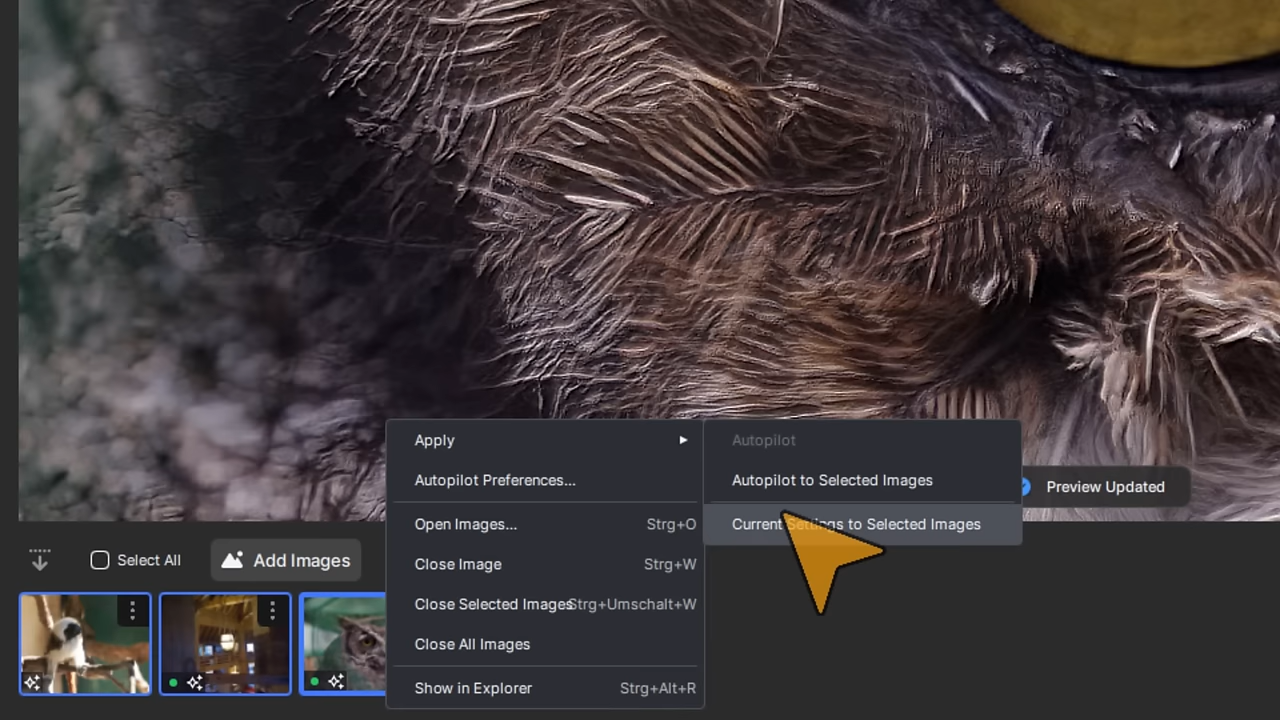 Apply
Autopilot Preferences...
Open Images... Strg+O
Close Image Strg+W
Close Selected Images Strg+Umschalt+W
Close All Images
Show in Explorer Strg+Alt+R
Autopilot
Autopilot to Selected Images
Current Settings to Selected Images
Preview Updated
Select All
Add Images